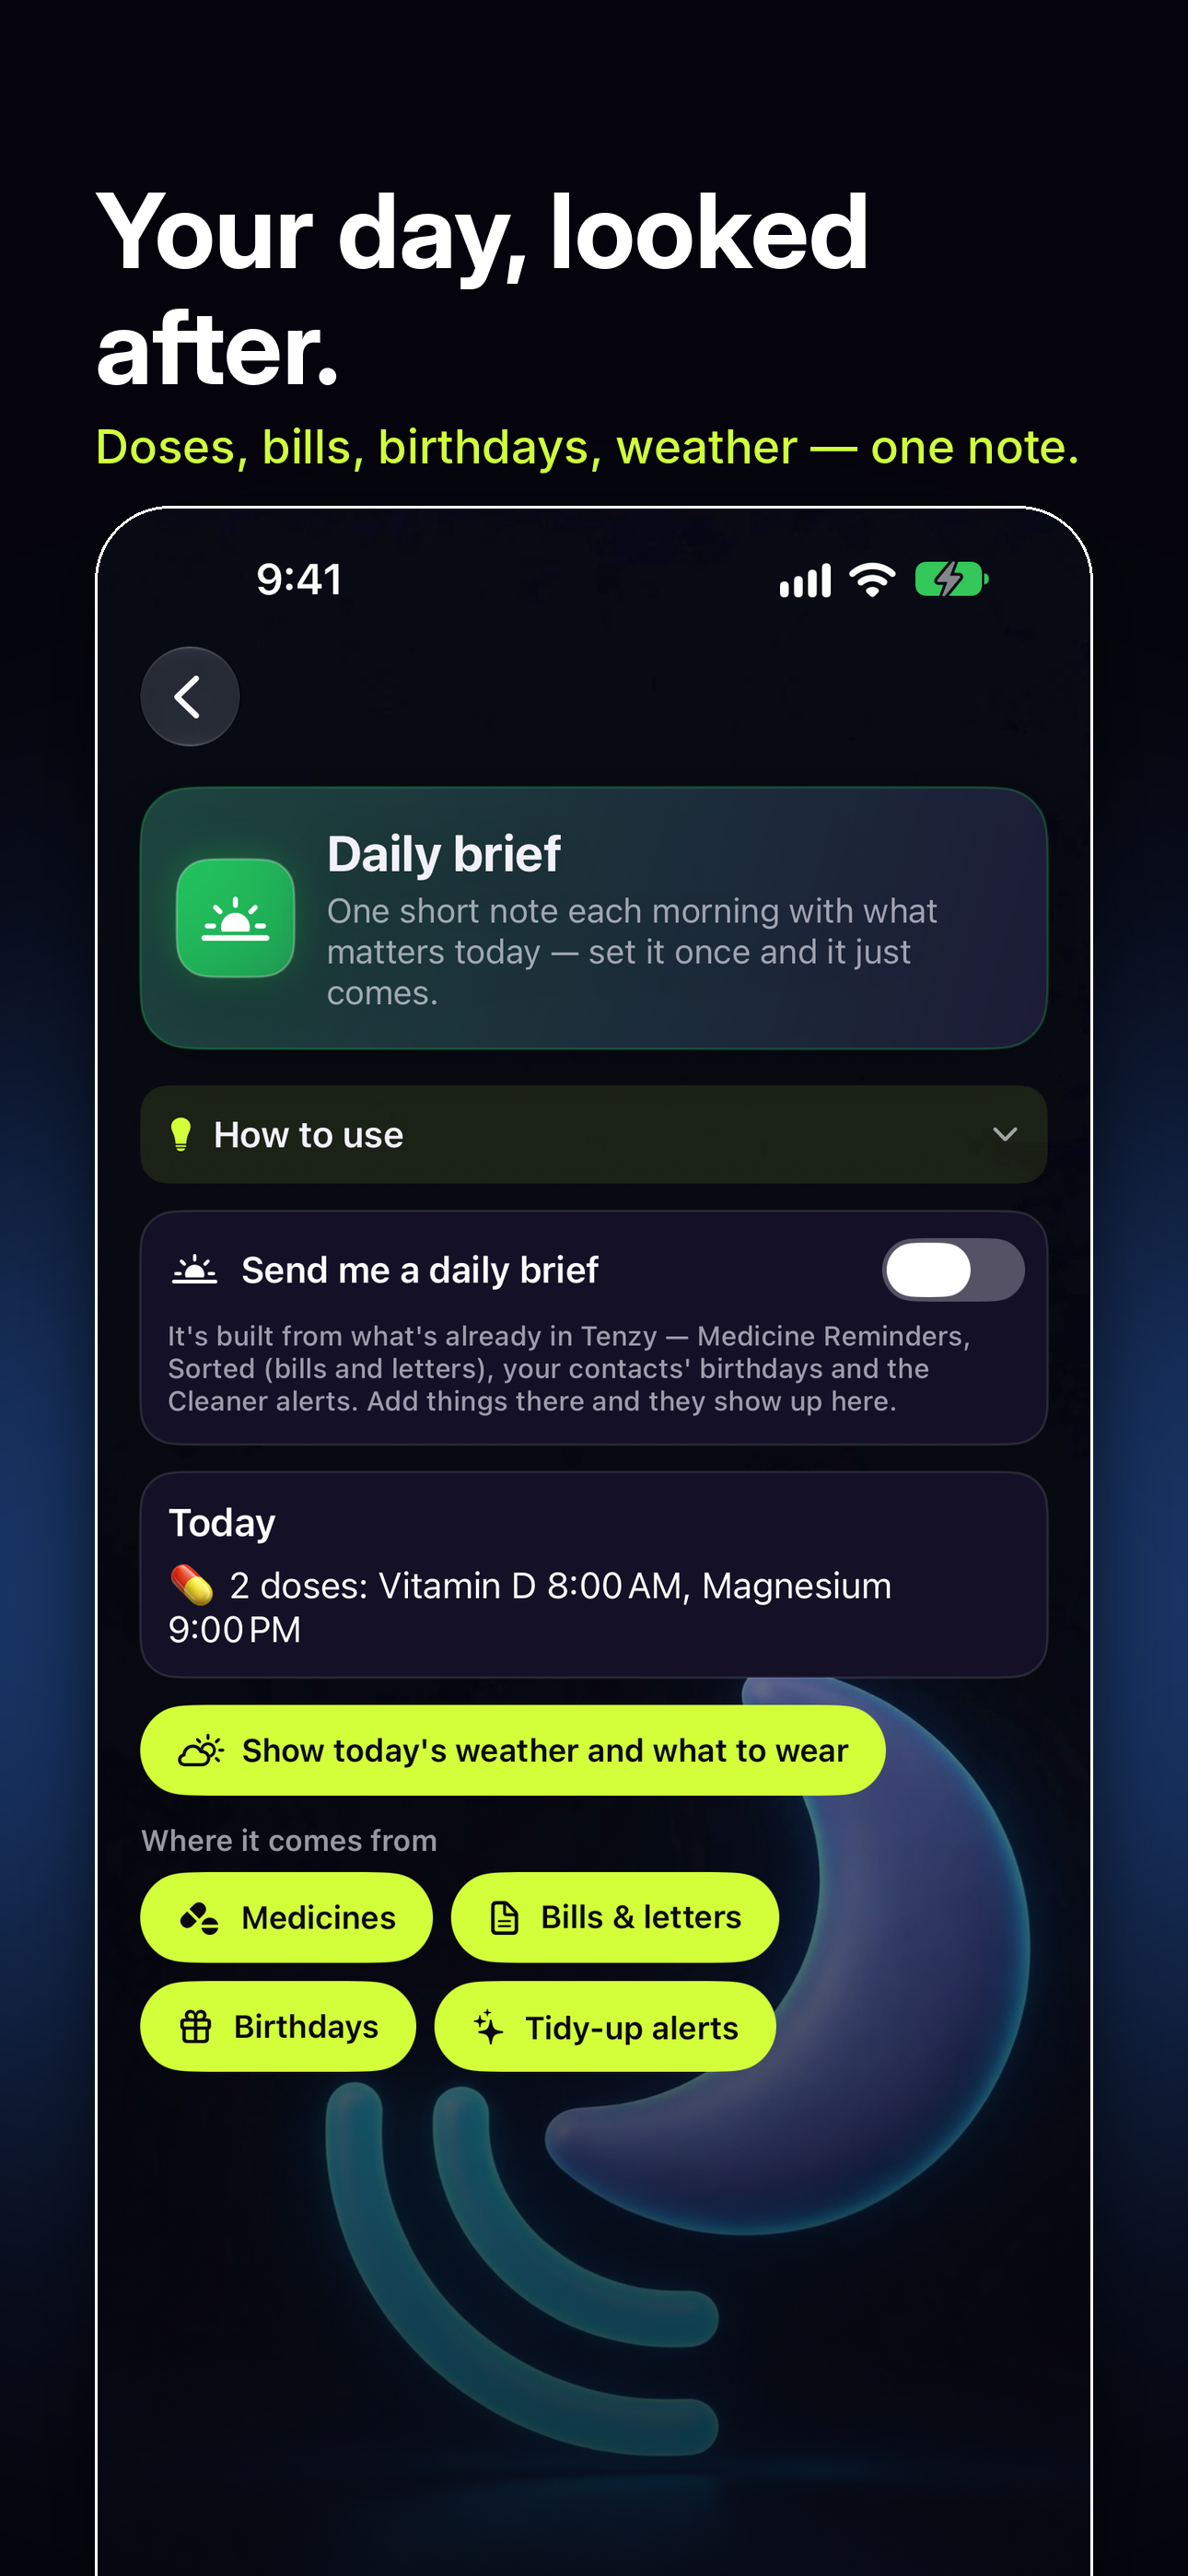 Your day, looked
after.
Doses, bills, birthdays, weather — one note.
9:41
Daily brief
One short note each morning with what
matters today — set it once and it just
comes.
How to use
Send me a daily brief
It's built from what's already in Tenzy — Medicine Reminders,
Sorted (bills and letters), your contacts' birthdays and the
Cleaner alerts. Add things there and they show up here.
Today
2 doses: Vitamin D 8:00 AM, Magnesium
9:00 PM
Show today's weather and what to wear
Where it comes from
Medicines
Bills & letters
Birthdays
Tidy-up alerts